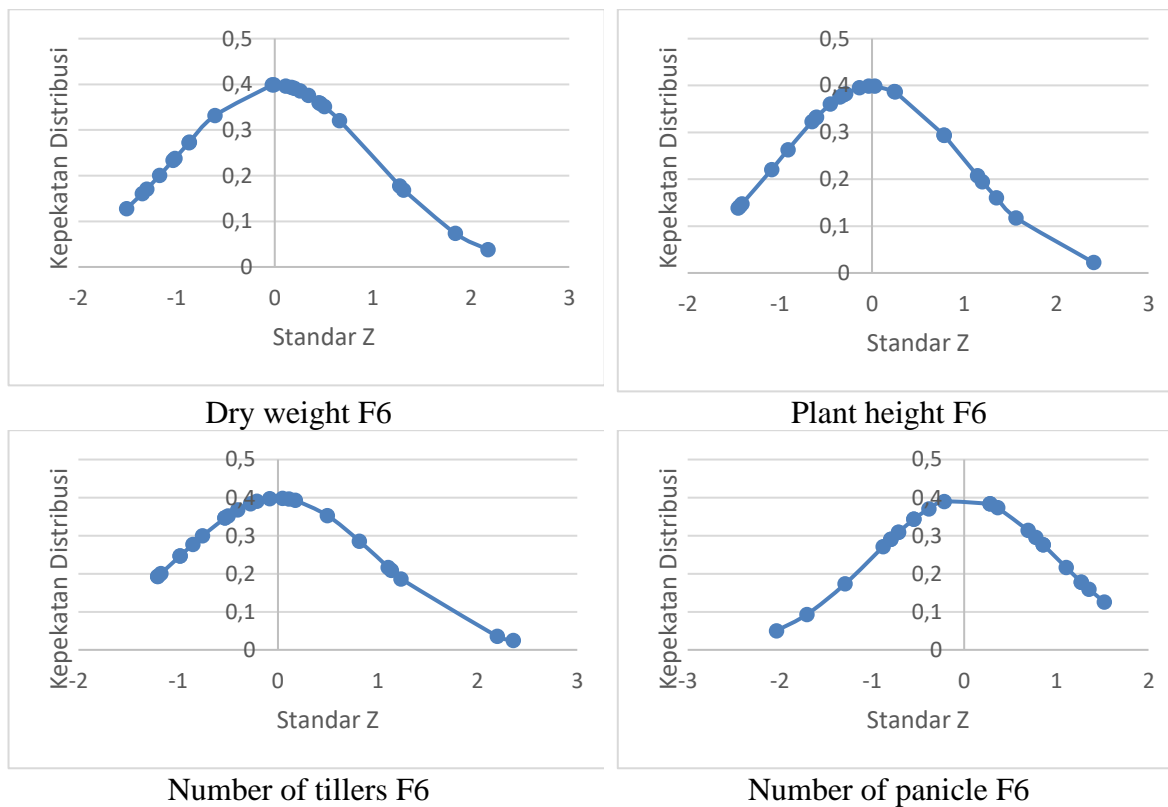 Kepekatan Distribusi
0,5
0,4
0,3
0,2
0,1
0
-2 -1 0 1 2 3
Standar Z
Dry weight F6
Kepekatan Distribusi
0,5
0,4
0,3
0,2
0,1
0
-2 -1 0 1 2 3
Standar Z
Plant height F6
Kepekatan Distribusi
0,5
0,4
0,3
0,2
0,1
0
-2 -1 0 1 2 3
Standar Z
Number of tillers F6
Kepekatan Distribusi
0,5
0,4
0,3
0,2
0,1
0
-3 -2 -1 0 1 2
Standar Z
Number of panicle F6